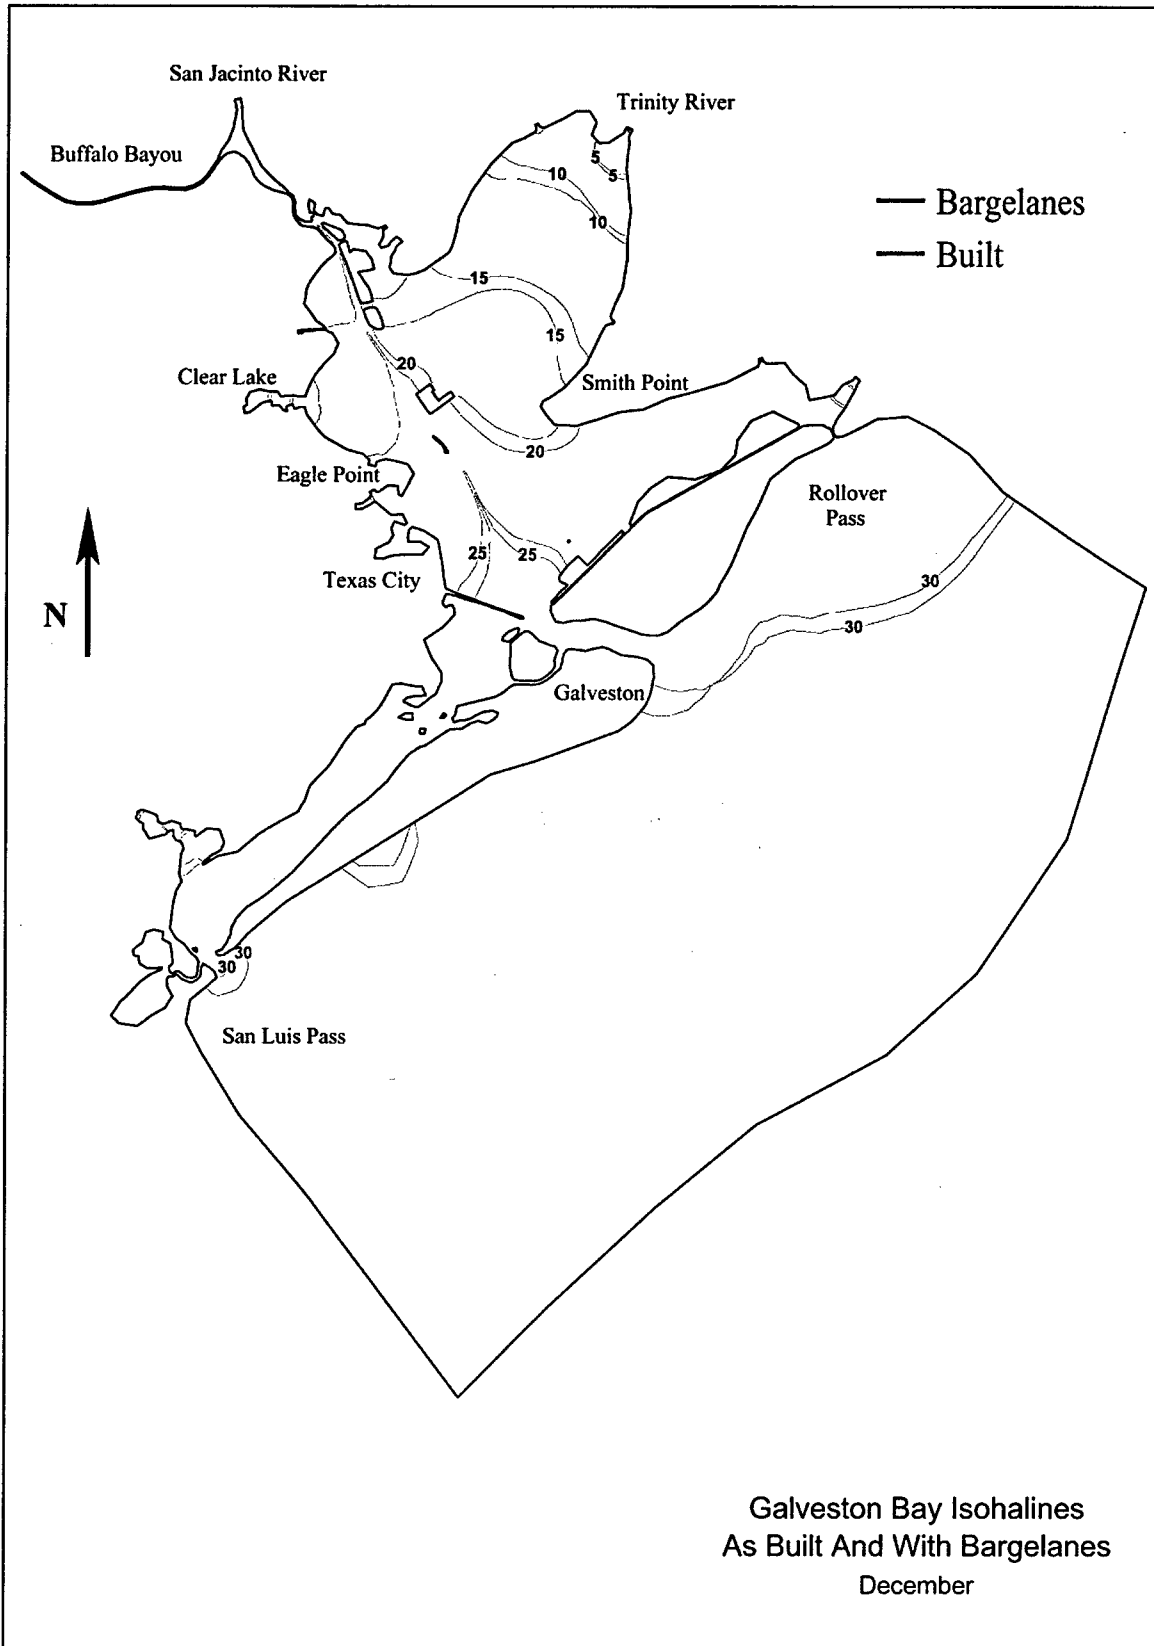 San Jacinto River
Trinity River
Buffalo Bayou
5
5
10
10
Bargelanes
Built
15
15
20
Clear Lake
Smith Point
20
Eagle Point
Rollover
Pass
25
25
Texas City
30
30
N
Galveston
30
30
San Luis Pass
Galveston Bay Isohalines
As Built And With Bargelanes
December